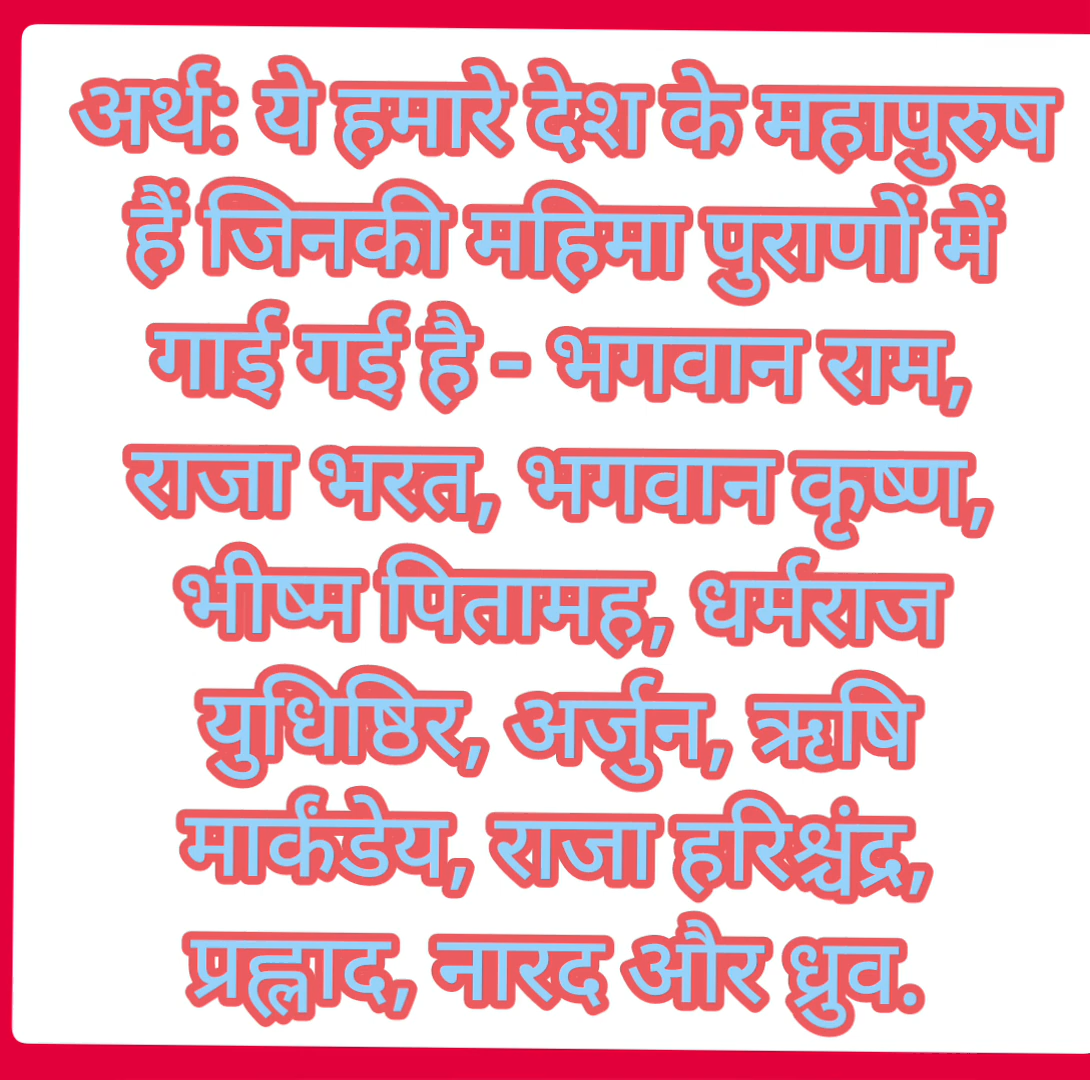 अर्थ: ये हमारे देश के महापुरुष
हैं जिनकी महिमा पुराणों में
गाई गई है - भगवान राम,
राजा भरत, भगवान कृष्ण,
भीष्म पितामह, धर्मराज
युधिष्ठिर, अर्जुन, ऋषि
मार्कंडेय, राजा हरिश्चंद्र,
प्रह्लाद, नारद और ध्रुव.